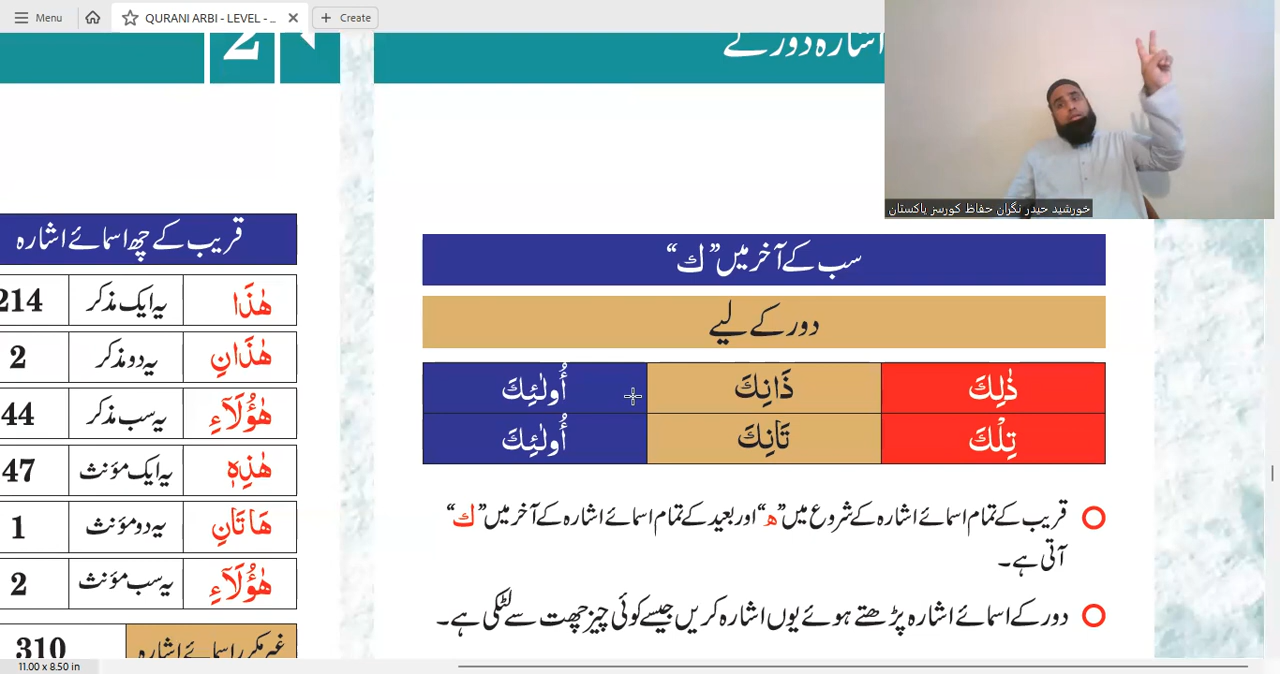 Menu
QURANI ARBI - LEVEL - ...
Create
2
اشارہ دور کے
خورشید حیدر نگران حفاظ کورسز پاکستان
سب کے آخر میں ”ك“
دور کے لیے
ذٰلِكَ ذَانِكَ أُولٰئِكَ
تِلْكَ تَانِكَ أُولٰئِكَ
قریب کے تمام اسمائے اشارہ کے شروع میں ”ھ“ اور بعید کے تمام اسمائے اشارہ کے آخر میں ”ك“
آتی ہے۔
دور کے اسمائے اشارہ پڑھتے ہوئے یوں اشارہ کریں جیسے کوئی چیز چھت سے لٹکی ہے۔
قریب کے چھ اسمائے اشارہ
هٰذَا یہ ایک مذکر 214
هٰذَانِ یہ دو مذکر 2
هٰؤُلَآءِ یہ سب مذکر 44
هٰذِهٖ یہ ایک مؤنث 47
هَاتَانِ یہ دو مؤنث 1
هٰؤُلَآءِ یہ سب مؤنث 2
غیر مکرر اسمائے اشارہ 310
11.00 x 8.50 in